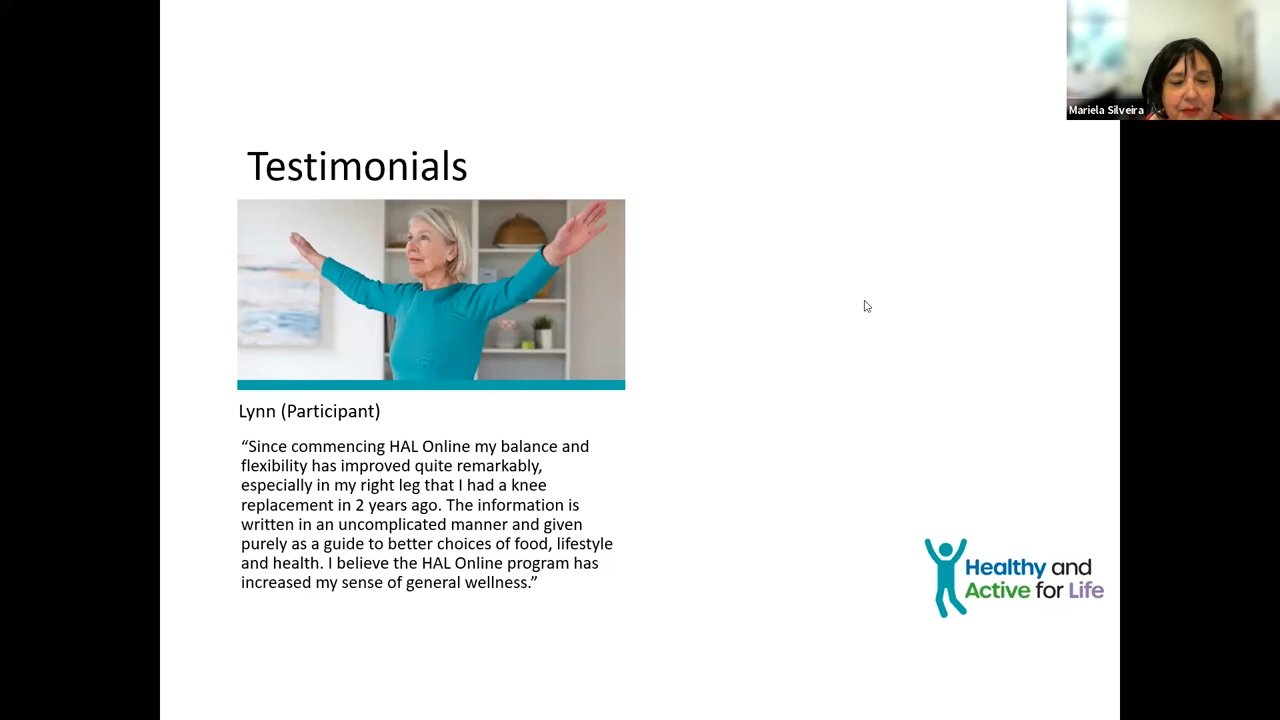 Mariela Silveira
Testimonials
Lynn (Participant)
“Since commencing HAL Online my balance and
flexibility has improved quite remarkably,
especially in my right leg that I had a knee
replacement in 2 years ago. The information is
written in an uncomplicated manner and given
purely as a guide to better choices of food, lifestyle
and health. I believe the HAL Online program has
increased my sense of general wellness.”
Healthy and
Active for Life